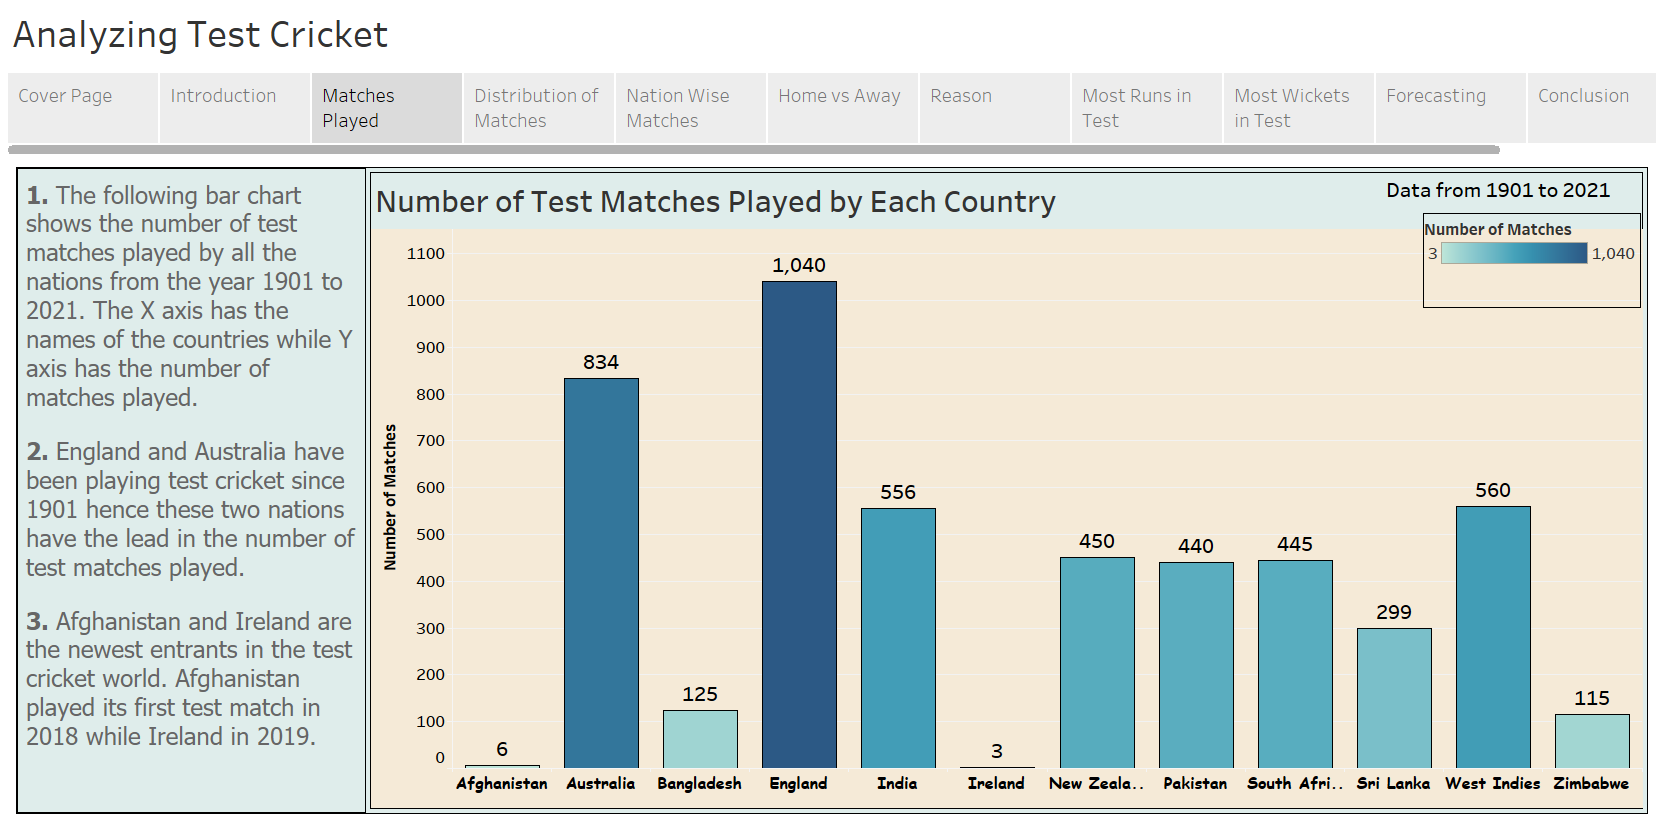 Analyzing Test Cricket
Cover Page
Introduction
Matches
Played
Distribution of
Matches
Nation Wise
Matches
Home vs Away
Reason
Most Runs in
Test
Most Wickets
in Test
Forecasting
Conclusion
1. The following bar chart
shows the number of test
matches played by all the
nations from the year 1901 to
2021. The X axis has the
names of the countries while Y
axis has the number of
matches played.
2. England and Australia have
been playing test cricket since
1901 hence these two nations
have the lead in the number of
test matches played.
3. Afghanistan and Ireland are
the newest entrants in the test
cricket world. Afghanistan
played its first test match in
2018 while Ireland in 2019.
Number of Test Matches Played by Each Country
Data from 1901 to 2021
Number of Matches
3 1,040
Number of Matches
1100
1000
900
800
700
600
500
400
300
200
100
0
6
834
125
1,040
556
3
450
440
445
299
560
115
Afghanistan
Australia
Bangladesh
England
India
Ireland
New Zeala..
Pakistan
South Afri..
Sri Lanka
West Indies
Zimbabwe